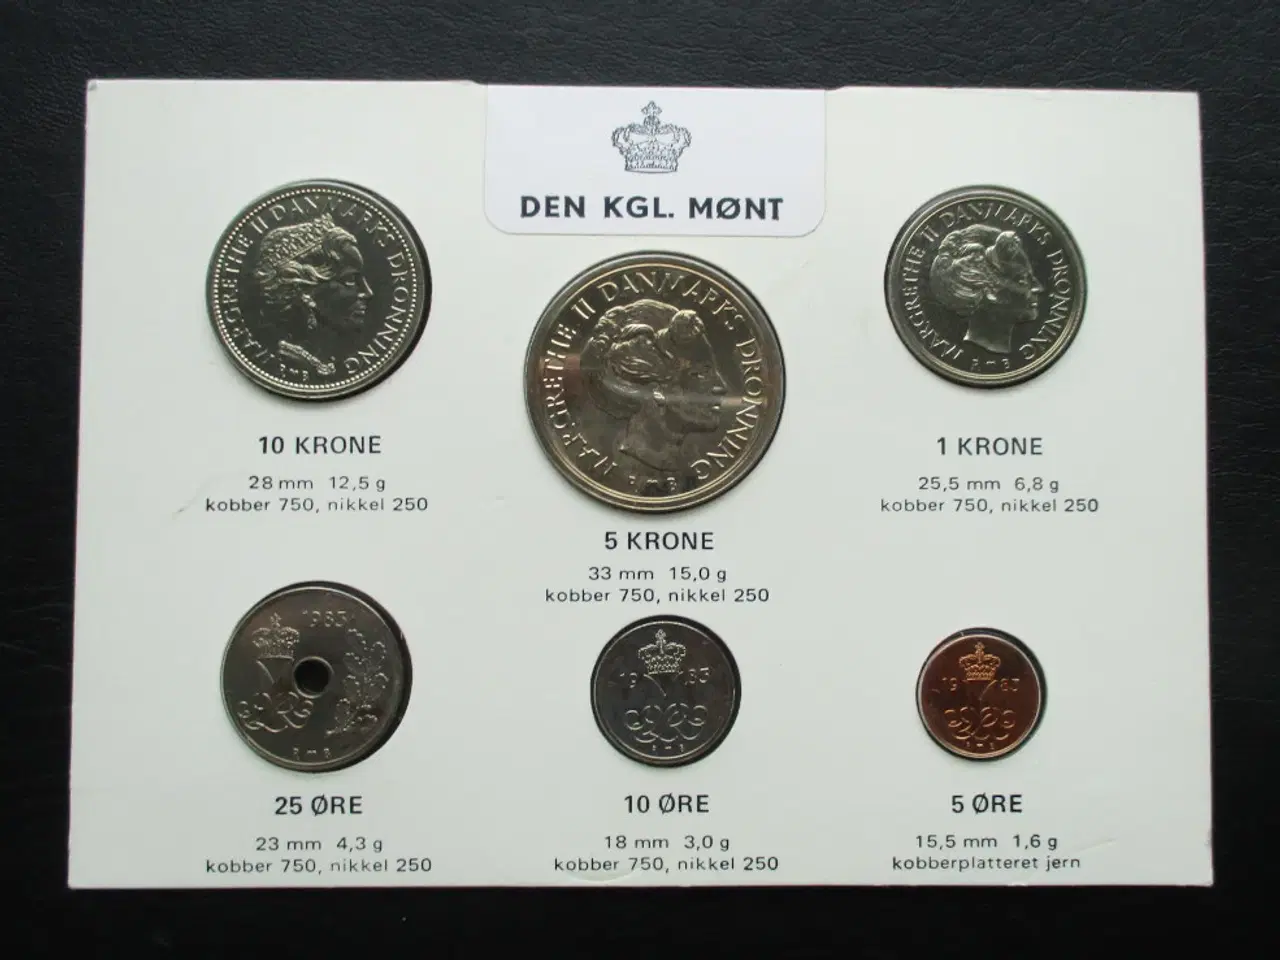 DEN KGL. MØNT
MARGRETHE II DANMARKS DRONNING
R B
10 KRONE
28 mm 12,5 g
kobber 750, nikkel 250
MARGRETHE II DANMARKS DRONNING
R B
5 KRONE
33 mm 15,0 g
kobber 750, nikkel 250
MARGRETHE II DANMARKS DRONNING
R B
1 KRONE
25,5 mm 6,8 g
kobber 750, nikkel 250
1983
R B
25 ØRE
23 mm 4,3 g
kobber 750, nikkel 250
1983
R B
10 ØRE
18 mm 3,0 g
kobber 750, nikkel 250
1983
R B
5 ØRE
15,5 mm 1,6 g
kobberplatteret jern